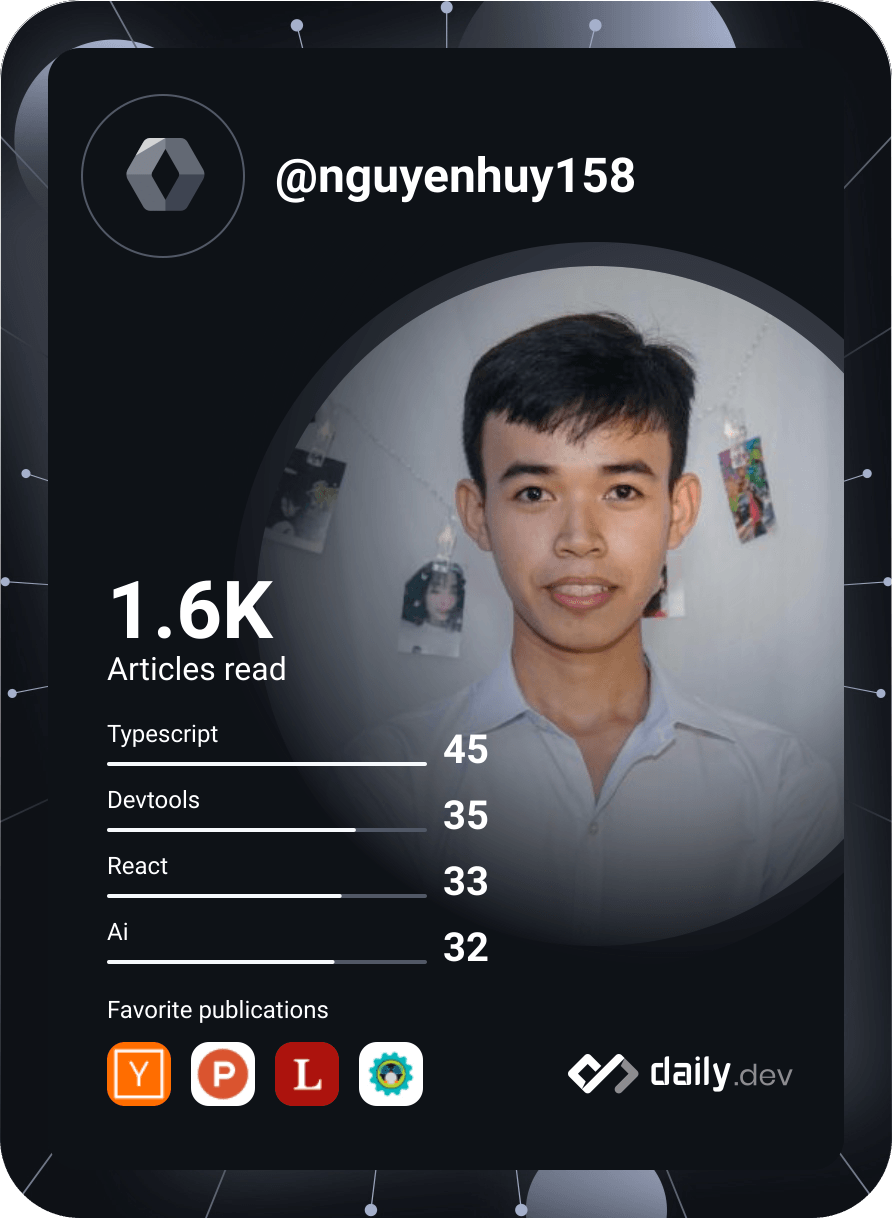 @nguyenhuy158
1.6K
Articles read
Typescript
45
Devtools
35
React
33
Ai
32
Favorite publications
Y
P
L
daily.dev